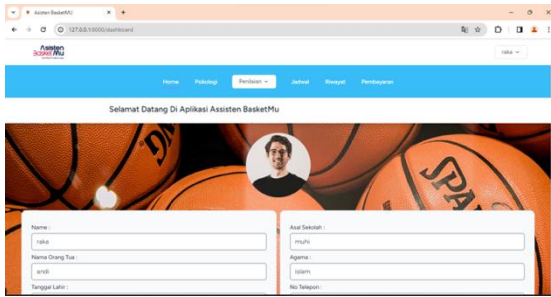 Asisten BasketMU
127.0.0.1:8000/dashboard
Asisten
Basket Mu
raka
Home Psikologi Penilaian Jadwal Riwayat Pembayaran
Selamat Datang Di Aplikasi Assisten BasketMu
SPA
Name :
Asal Sekolah :
raka
muhi
Nama Orang Tua :
Agama :
andi
islam
Tanggal Lahir :
No Telepon :